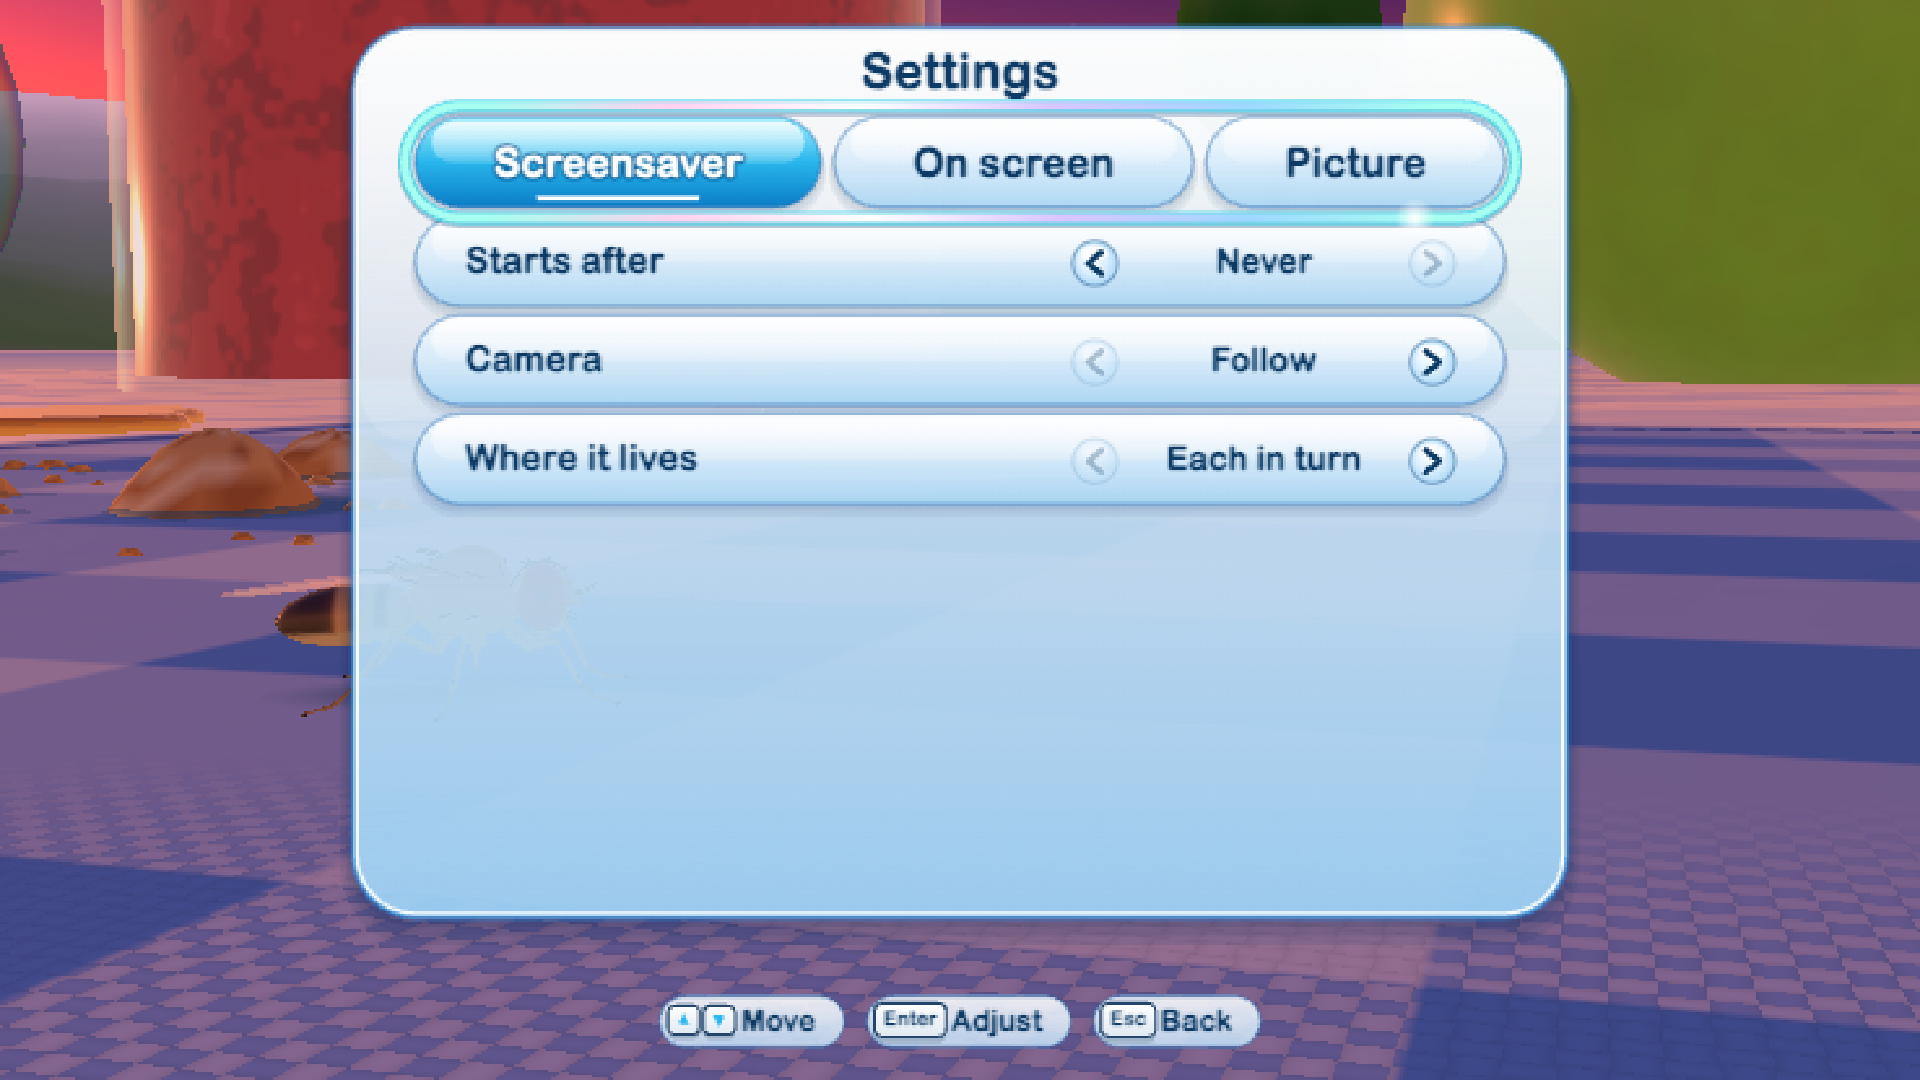 Settings
Screensaver On screen Picture
Starts after < Never >
Camera < Follow >
Where it lives < Each in turn >
▲ ▼ Move Enter Adjust Esc Back